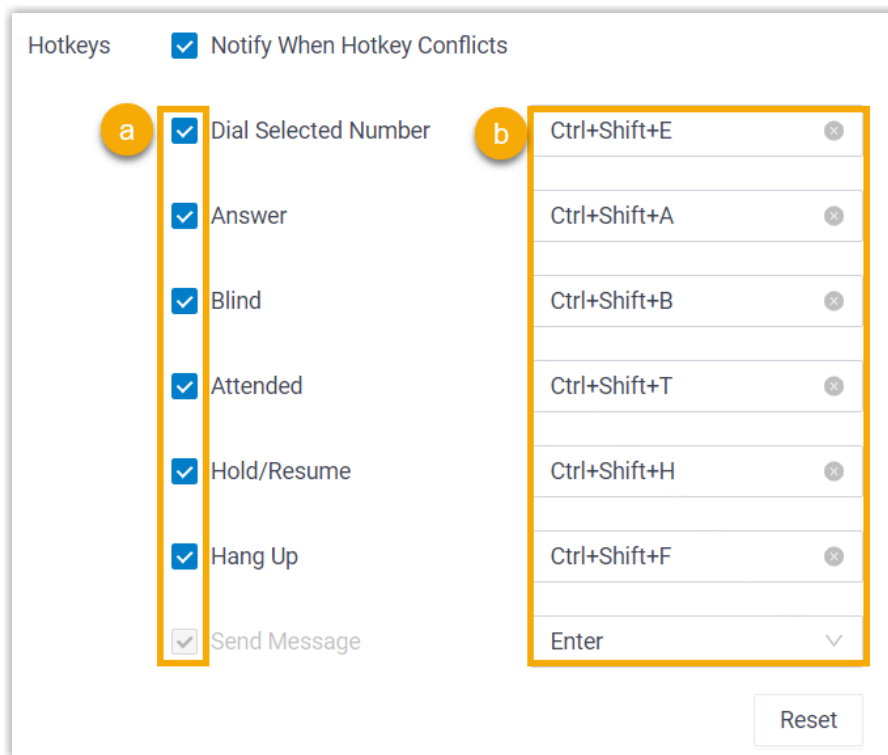 Hotkeys Notify When Hotkey Conflicts
a Dial Selected Number b Ctrl+Shift+E
Answer Ctrl+Shift+A
Blind Ctrl+Shift+B
Attended Ctrl+Shift+T
Hold/Resume Ctrl+Shift+H
Hang Up Ctrl+Shift+F
Send Message Enter
Reset